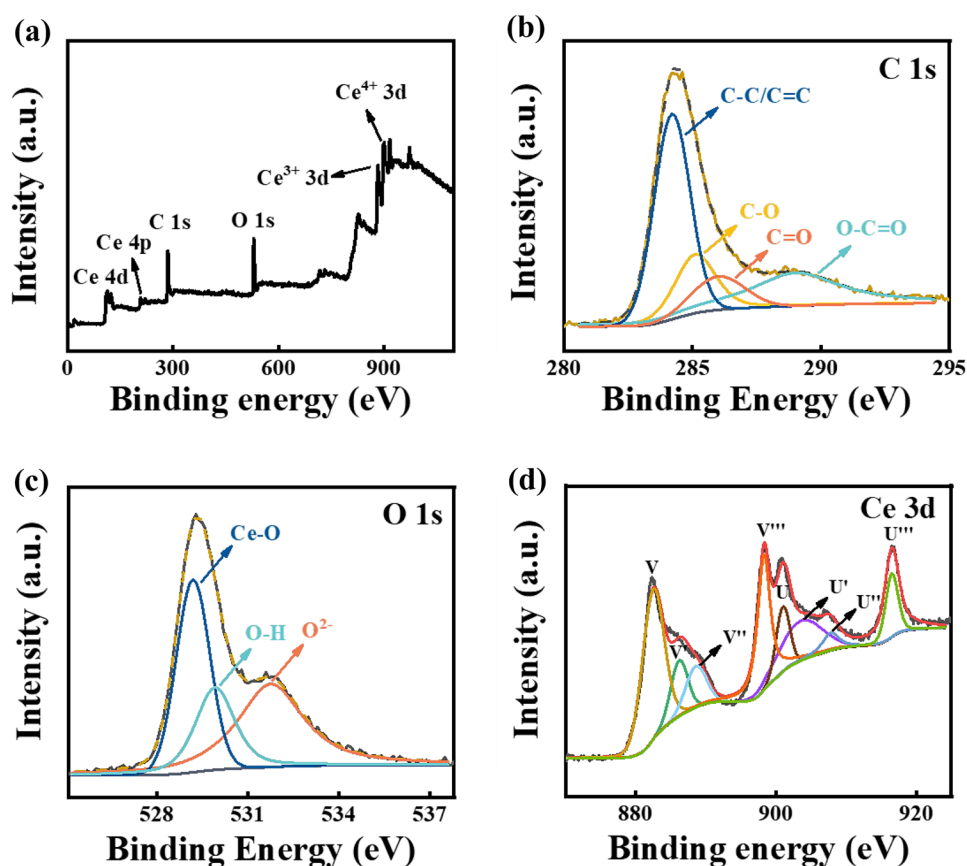 (a)
Intensity (a.u.)
Ce 4d
Ce 4p
C 1s
O 1s
Ce³⁺ 3d
Ce⁴⁺ 3d
0 300 600 900
Binding energy (eV)
(b)
C 1s
Intensity (a.u.)
C-C/C=C
C-O
C=O
O-C=O
280 285 290 295
Binding Energy (eV)
(c)
O 1s
Intensity (a.u.)
Ce-O
O-H
O²⁻
528 531 534 537
Binding Energy (eV)
(d)
Ce 3d
Intensity (a.u.)
V
V'
V''
V'''
U
U'
U''
U'''
880 900 920
Binding energy (eV)